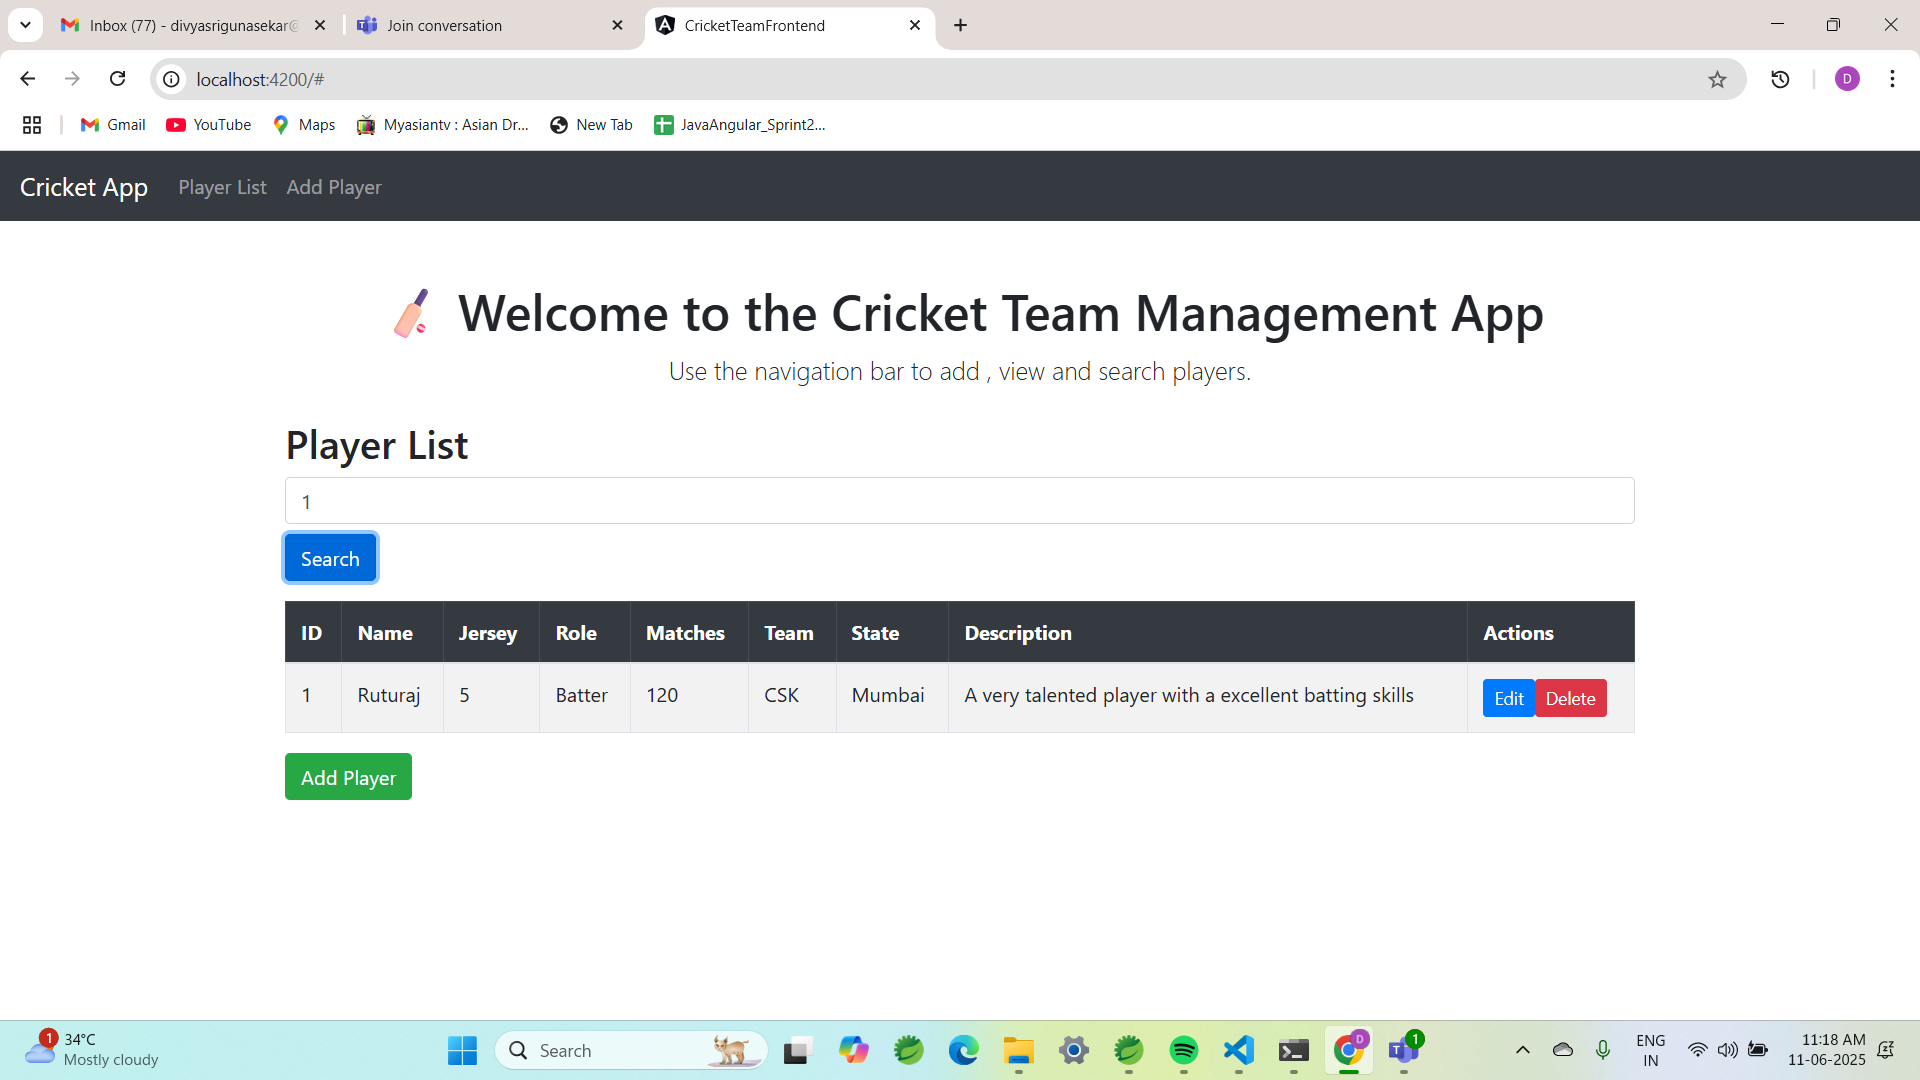 Inbox (77) - divyasrigunasekar@
Join conversation
CricketTeamFrontend
localhost:4200/#
D
Gmail
YouTube
Maps
Myasiantv : Asian Dr...
New Tab
JavaAngular_Sprint2...
Cricket App
Player List
Add Player
Welcome to the Cricket Team Management App
Use the navigation bar to add , view and search players.
Player List
1
Search
ID Name Jersey Role Matches Team State Description Actions
1 Ruturaj 5 Batter 120 CSK Mumbai A very talented player with a excellent batting skills Edit Delete
Add Player
1
34°C
Mostly cloudy
Search
D
1
ENG
IN
11:18 AM
11-06-2025